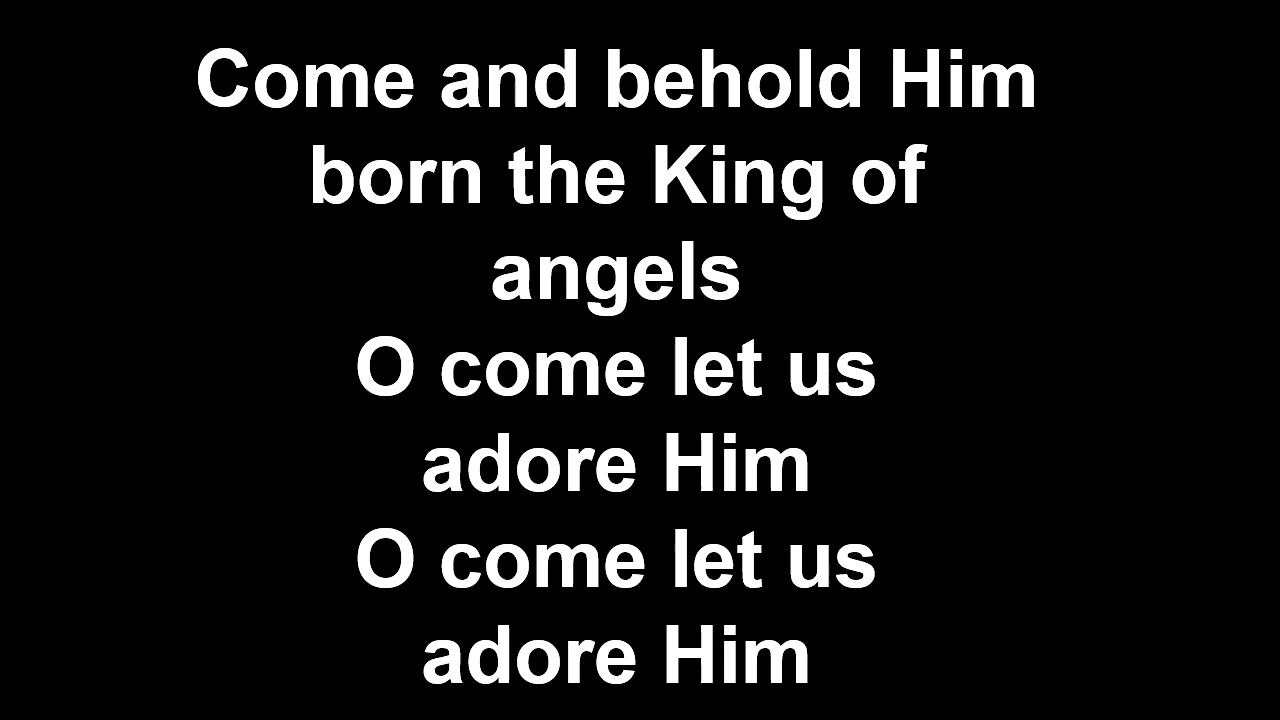 Come and behold Him
born the King of
angels
O come let us
adore Him
O come let us
adore Him